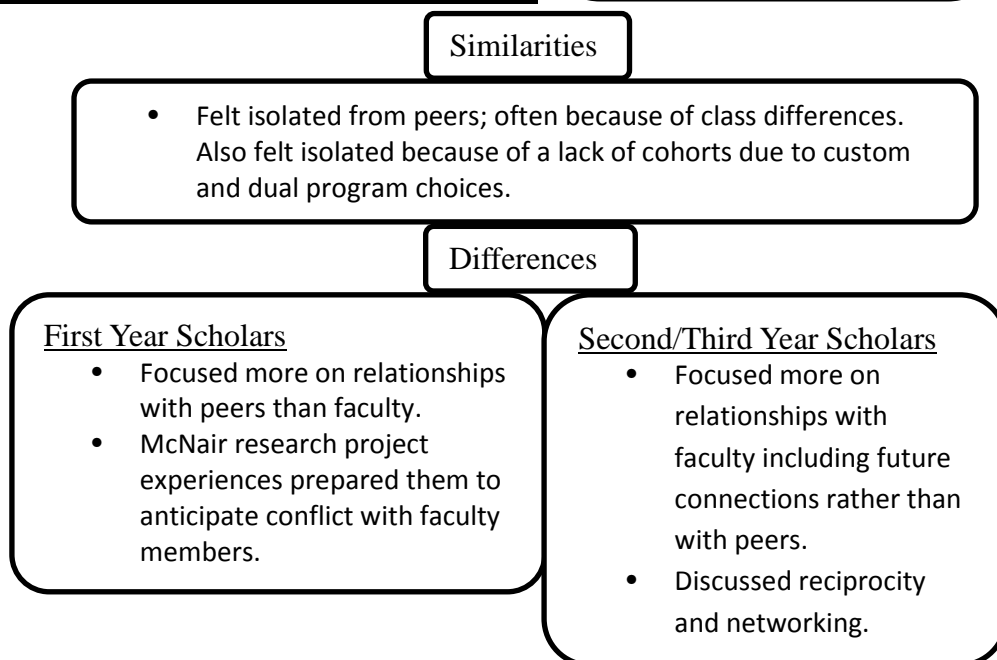 Similarities
• Felt isolated from peers; often because of class differences.
Also felt isolated because of a lack of cohorts due to custom
and dual program choices.
Differences
First Year Scholars
• Focused more on relationships
with peers than faculty.
• McNair research project
experiences prepared them to
anticipate conflict with faculty
members.
Second/Third Year Scholars
• Focused more on
relationships with
faculty including future
connections rather than
with peers.
• Discussed reciprocity
and networking.